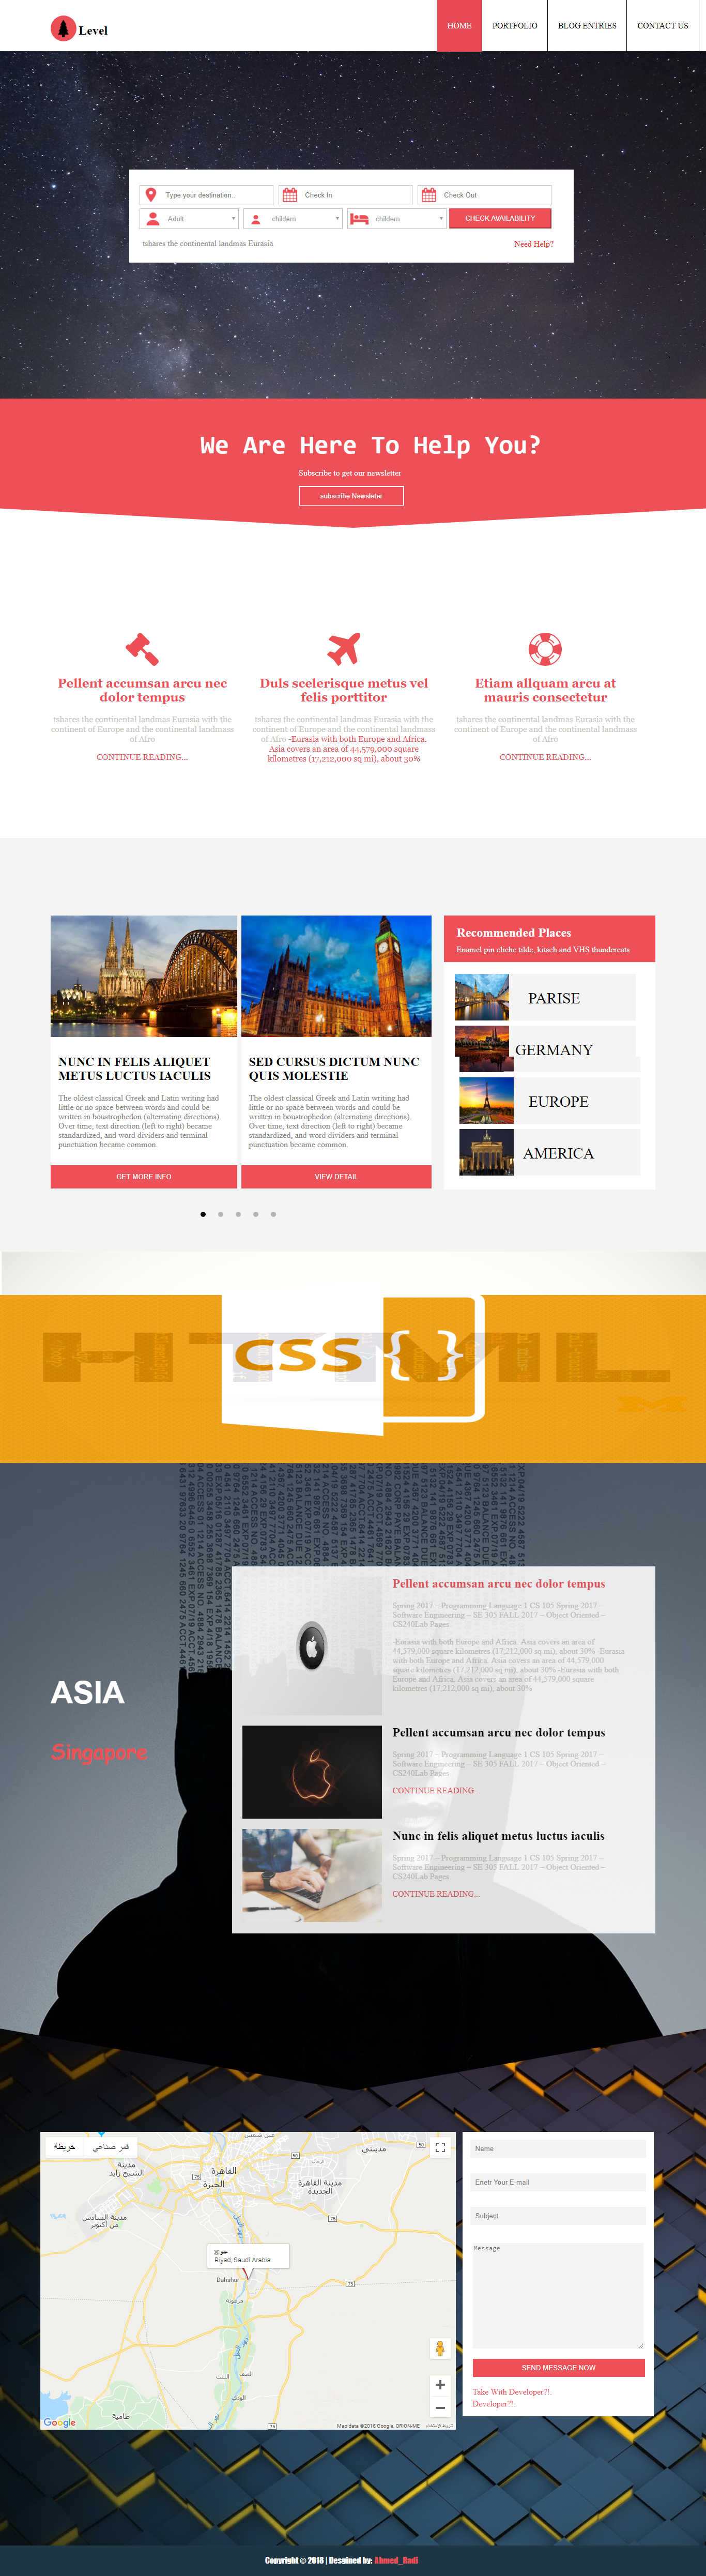 Level
HOME PORTFOLIO BLOG ENTRIES CONTACT US
Type your destination.. Check In Check Out
Adult childern childern CHECK AVAILABILITY
tshares the continental landmas Eurasia Need Help?
We Are Here To Help You?
Subscribe to get our newsletter
subscribe Newsleter
Pellent accumsan arcu nec
dolor tempus
tshares the continental landmas Eurasia with the
continent of Europe and the continental landmass
of Afro
CONTINUE READING...
Duls scelerisque metus vel
felis porttitor
tshares the continental landmas Eurasia with the
continent of Europe and the continental landmass
of Afro -Eurasia with both Europe and Africa.
Asia covers an area of 44,579,000 square
kilometres (17,212,000 sq mi), about 30%
Etiam allquam arcu at
mauris consectetur
tshares the continental landmas Eurasia with the
continent of Europe and the continental landmass
of Afro
CONTINUE READING...
NUNC IN FELIS ALIQUET
METUS LUCTUS IACULIS
The oldest classical Greek and Latin writing had
little or no space between words and could be
written in boustrophedon (alternating directions).
Over time, text direction (left to right) became
standardized, and word dividers and terminal
punctuation became common.
GET MORE INFO
SED CURSUS DICTUM NUNC
QUIS MOLESTIE
The oldest classical Greek and Latin writing had
little or no space between words and could be
written in boustrophedon (alternating directions).
Over time, text direction (left to right) became
standardized, and word dividers and terminal
punctuation became common.
VIEW DETAIL
Recommended Places
Enamel pin cliche tilde, kitsch and VHS thundercats
PARISE
GERMANY
EUROPE
AMERICA
HTML
CSS { }
ASIA
Singapore
Pellent accumsan arcu nec dolor tempus
Spring 2017 – Programming Language 1 CS 105 Spring 2017 –
Software Engineering – SE 305 FALL 2017 – Object Oriented –
CS240Lab Pages
-Eurasia with both Europe and Africa. Asia covers an area of
44,579,000 square kilometres (17,212,000 sq mi), about 30% -Eurasia
with both Europe and Africa. Asia covers an area of 44,579,000
square kilometres (17,212,000 sq mi), about 30% -Eurasia with both
Europe and Africa. Asia covers an area of 44,579,000 square
kilometres (17,212,000 sq mi), about 30%
Pellent accumsan arcu nec dolor tempus
Spring 2017 – Programming Language 1 CS 105 Spring 2017 –
Software Engineering – SE 305 FALL 2017 – Object Oriented –
CS240Lab Pages
CONTINUE READING...
Nunc in felis aliquet metus luctus iaculis
Spring 2017 – Programming Language 1 CS 105 Spring 2017 –
Software Engineering – SE 305 FALL 2017 – Object Oriented –
CS240Lab Pages
CONTINUE READING...
خريطة قمر صناعي
مدينة
الشيخ زايد
القاهرة
الجيزة
مدينتي
مدينة القاهرة
الجديدة
مدينة السادس
من أكتوبر
Riyad, Saudi Arabia
Dahshur
نهر النيل
الصف
اللشت
الودي
طامية
Google
Map data ©2018 Google, ORION-ME شروط الاستخدام
Name
Enetr Your E-mail
Subject
Message
SEND MESSAGE NOW
Take With Developer?!.
Developer?!.
Copyright © 2018 | Desgined by: Ahmed_Radi